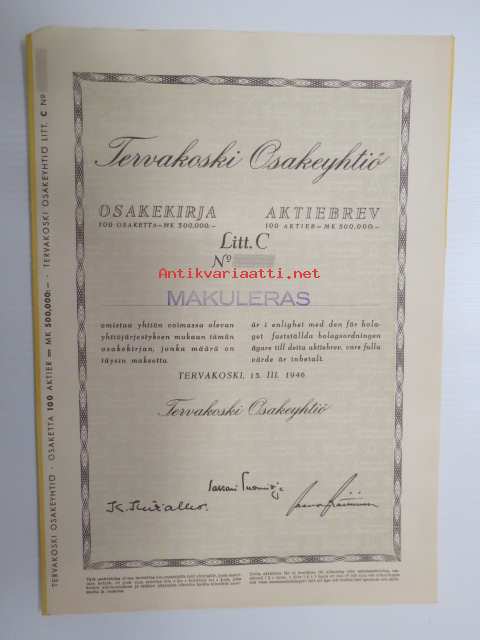 TERVAKOSKI OSAKEYHTIÖ · OSAKETTA 100 AKTIER = MK 500,000:- · TERVAKOSKI OSAKEYHTIÖ LITT. C Nº
Tervakoski Osakeyhtiö
OSAKEKIRJA
100 OSAKETTA = MK 500,000:-
AKTIEBREV
100 AKTIER = MK 500,000:-
Litt. C
Nº
Antikvariaatti.net
MAKULERAS
omistaa yhtiön voimassa olevan
yhtiöjärjestyksen mukaan tämän
osakekirjan, jonka määrä on
täysin maksettu.
är i enlighet med den för bola-
get fastställda bolagsordningen
ägare till detta aktiebrev, vars fulla
värde är inbetalt.
TERVAKOSKI, 15. III. 1946.
Tervakoski Osakeyhtiö